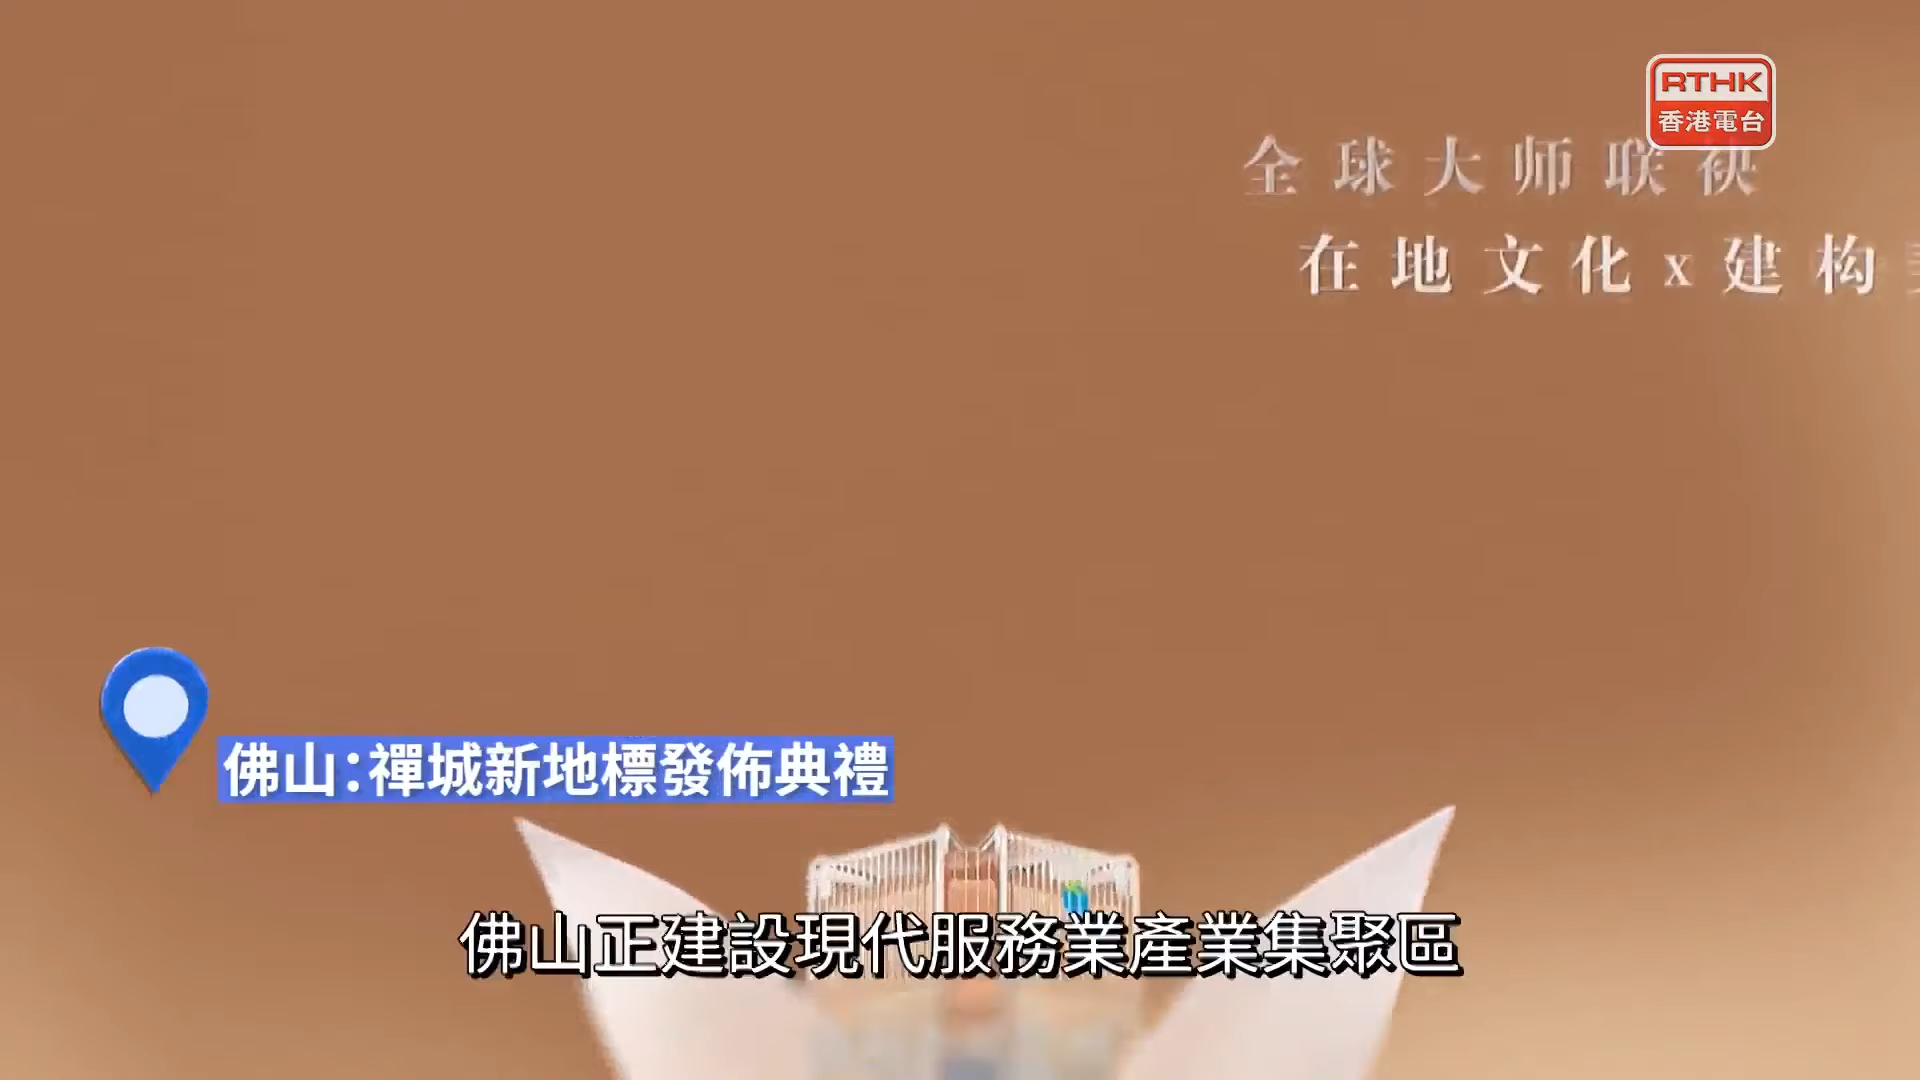 RTHK
香港電台
全球大师联袂
在地文化x建构
佛山:禪城新地標發佈典禮
佛山正建設現代服務業產業集聚區